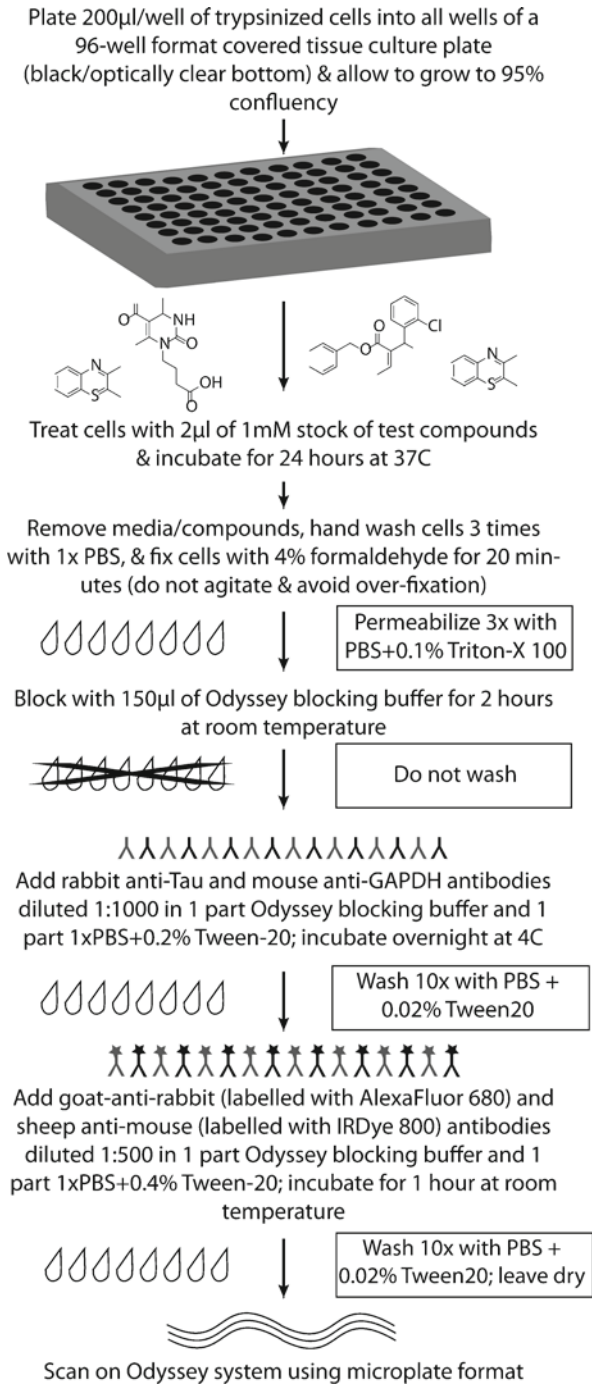 Plate 200μl/well of trypsinized cells into all wells of a
96-well format covered tissue culture plate
(black/optically clear bottom) & allow to grow to 95%
confluency
O
NH
N
O
O
OH
N
S
O
O
Cl
N
S
Treat cells with 2μl of 1mM stock of test compounds
& incubate for 24 hours at 37C
Remove media/compounds, hand wash cells 3 times
with 1x PBS, & fix cells with 4% formaldehyde for 20 min-
utes (do not agitate & avoid over-fixation)
Permeabilize 3x with
PBS+0.1% Triton-X 100
Block with 150μl of Odyssey blocking buffer for 2 hours
at room temperature
Do not wash
Add rabbit anti-Tau and mouse anti-GAPDH antibodies
diluted 1:1000 in 1 part Odyssey blocking buffer and 1
part 1xPBS+0.2% Tween-20; incubate overnight at 4C
Wash 10x with PBS +
0.02% Tween20
Add goat-anti-rabbit (labelled with AlexaFluor 680) and
sheep anti-mouse (labelled with IRDye 800) antibodies
diluted 1:500 in 1 part Odyssey blocking buffer and 1
part 1xPBS+0.4% Tween-20; incubate for 1 hour at room
temperature
Wash 10x with PBS +
0.02% Tween20; leave dry
Scan on Odyssey system using microplate format